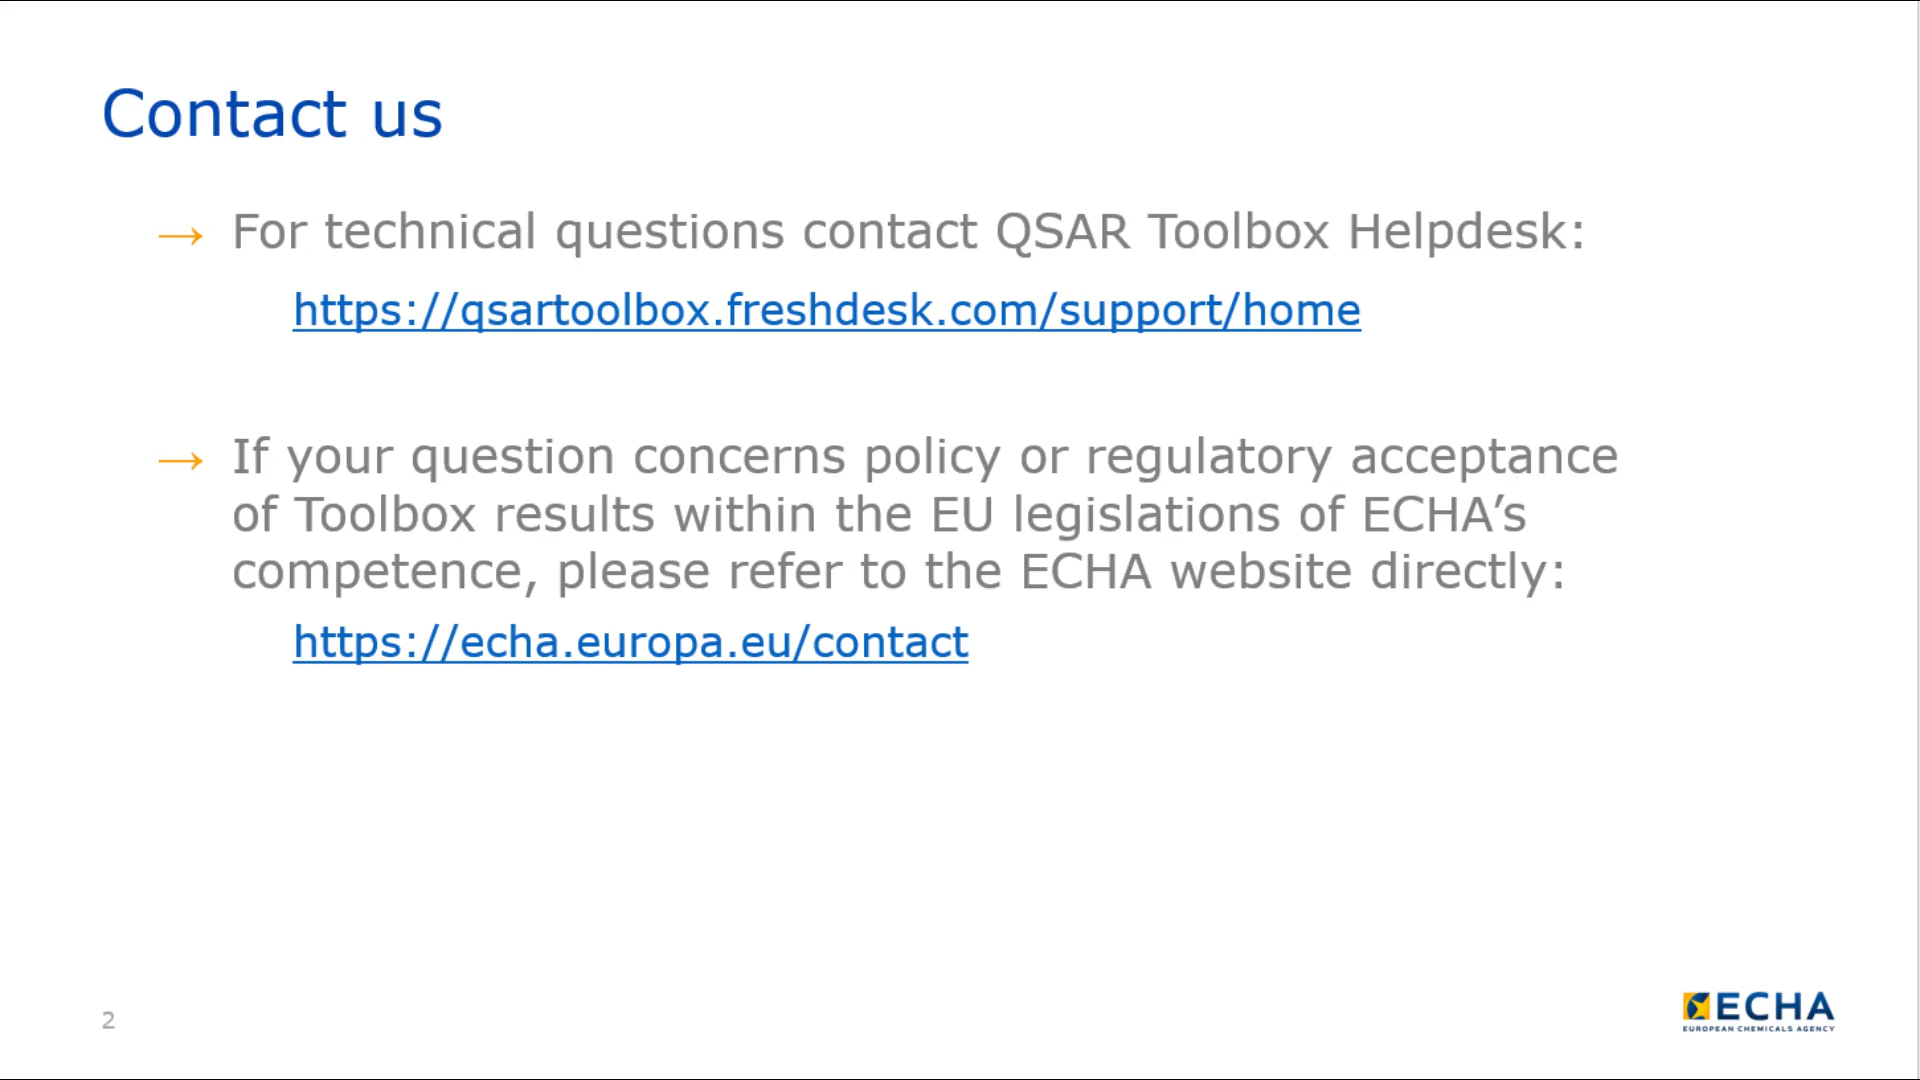 Contact us
→ For technical questions contact QSAR Toolbox Helpdesk:
https://qsartoolbox.freshdesk.com/support/home
→ If your question concerns policy or regulatory acceptance
of Toolbox results within the EU legislations of ECHA’s
competence, please refer to the ECHA website directly:
https://echa.europa.eu/contact
2
ECHA
EUROPEAN CHEMICALS AGENCY